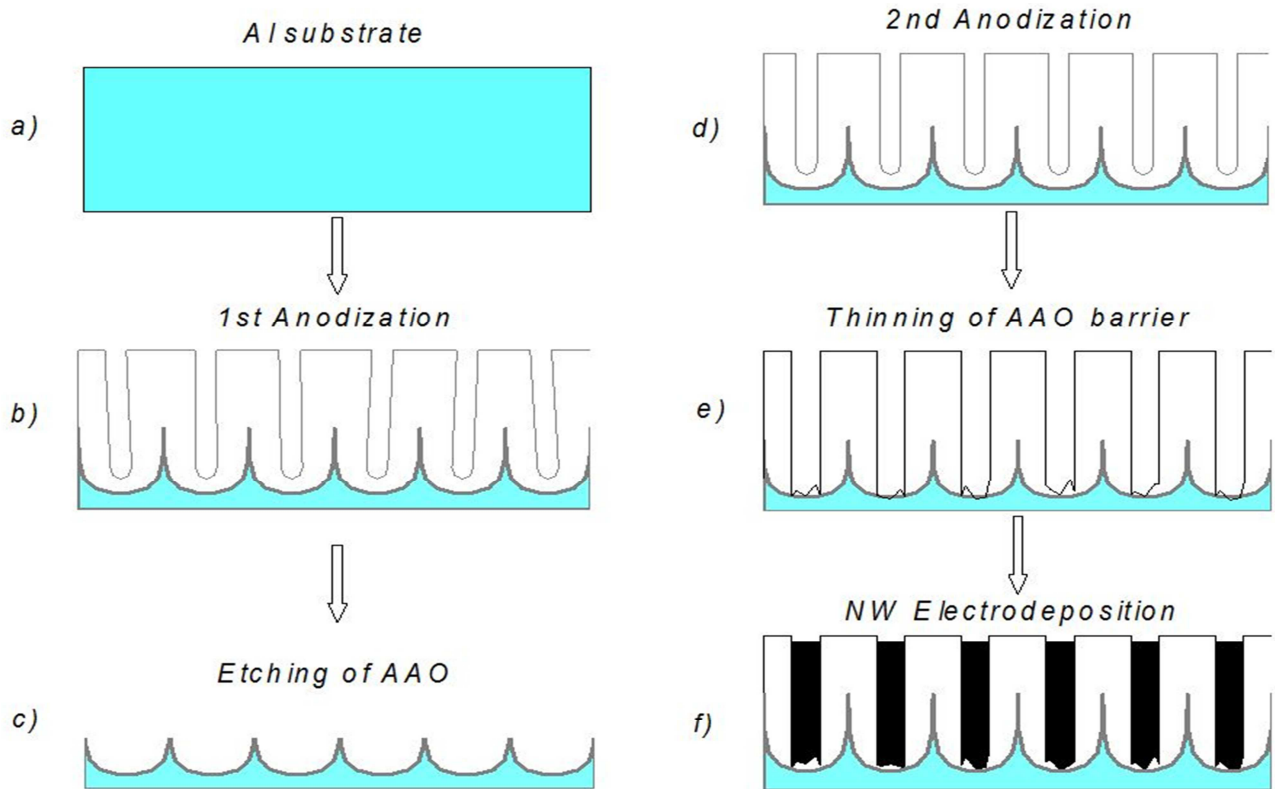 Al substrate
a)
1st Anodization
b)
Etching of AAO
c)
2nd Anodization
d)
Thinning of AAO barrier
e)
NW Electrodeposition
f)